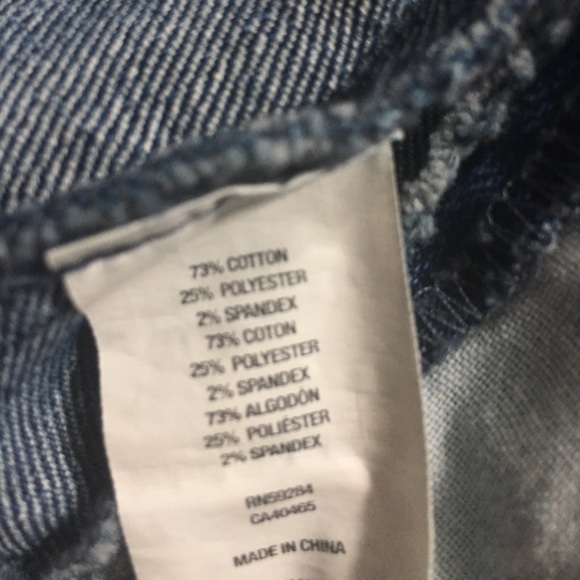 73% COTTON
25% POLYESTER
2% SPANDEX
73% COTON
25% POLYESTER
2% SPANDEX
73% ALGODÓN
25% POLIÉSTER
2% SPANDEX
RN59284
CA40465
MADE IN CHINA